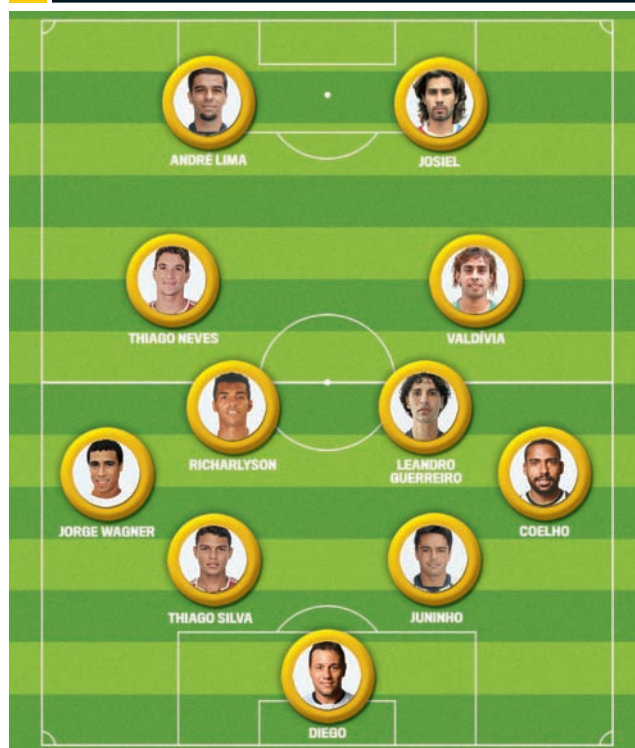 ANDRÉ LIMA
JOSIEL
THIAGO NEVES
VALDÍVIA
RICHARLYSON
LEANDRO
GUERREIRO
JORGE WAGNER
COELHO
THIAGO SILVA
JUNINHO
DIEGO